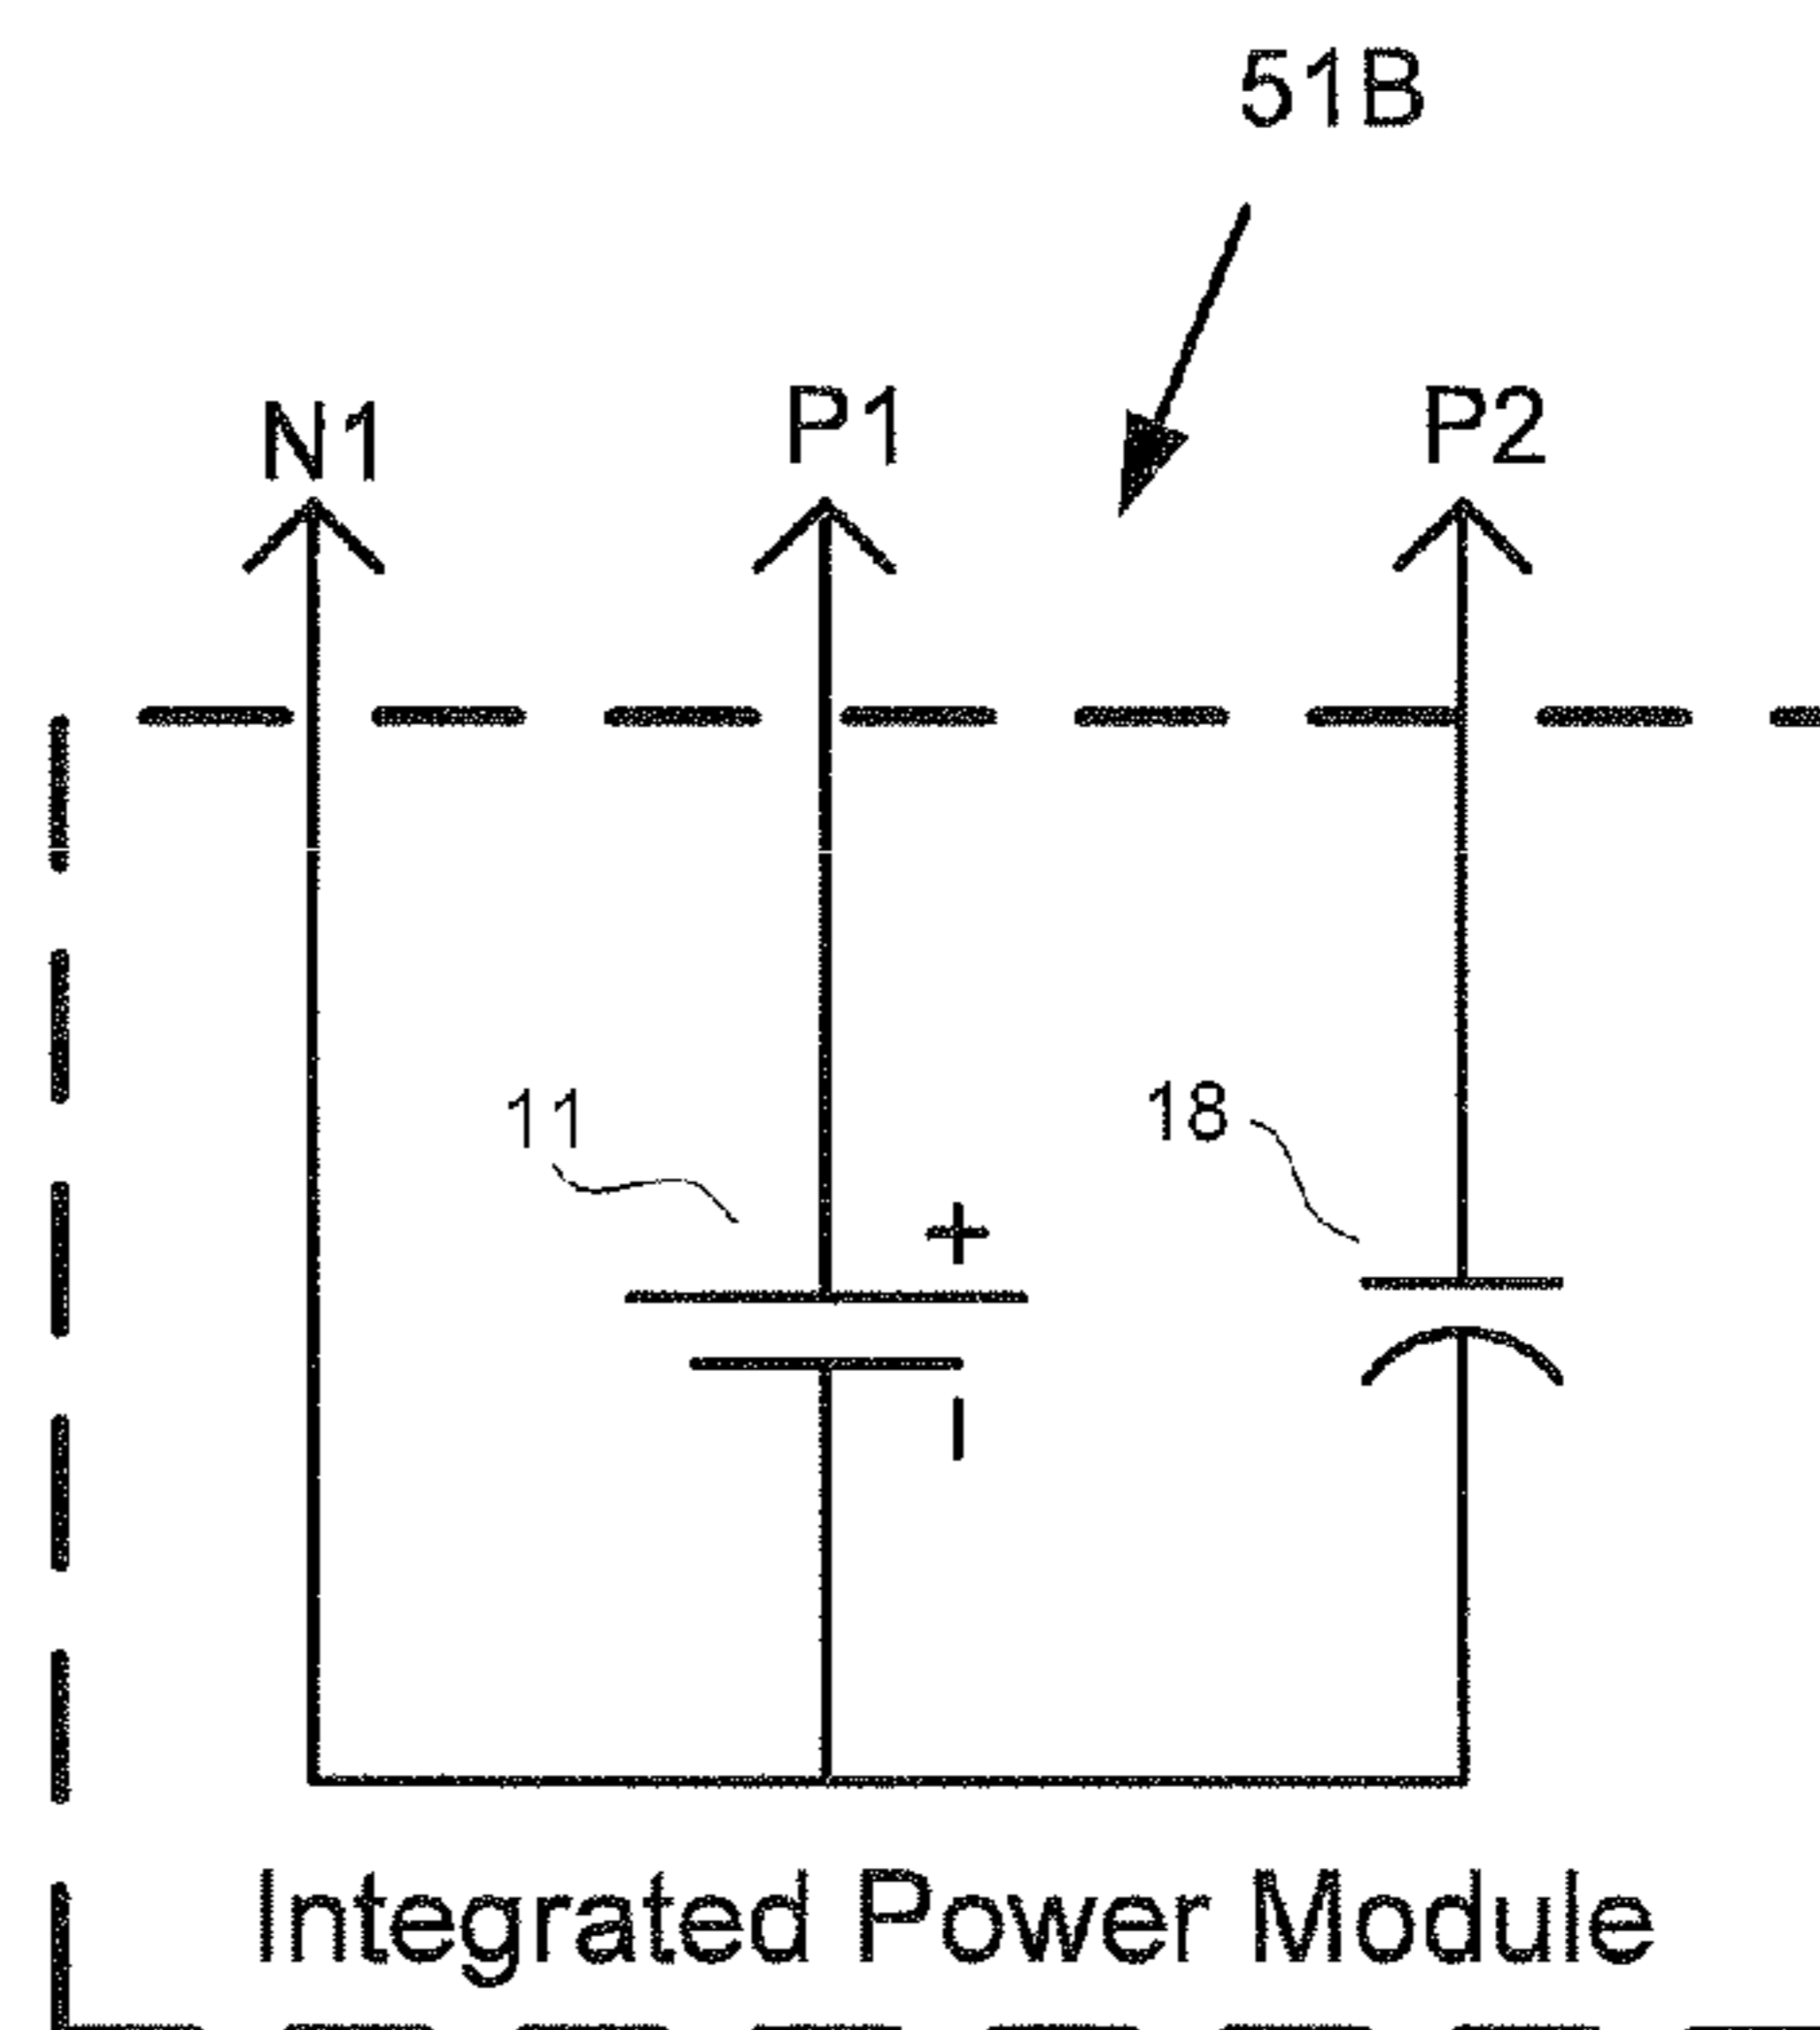 51B
N1 P1 P2
11 18
+
–
Integrated Power Module